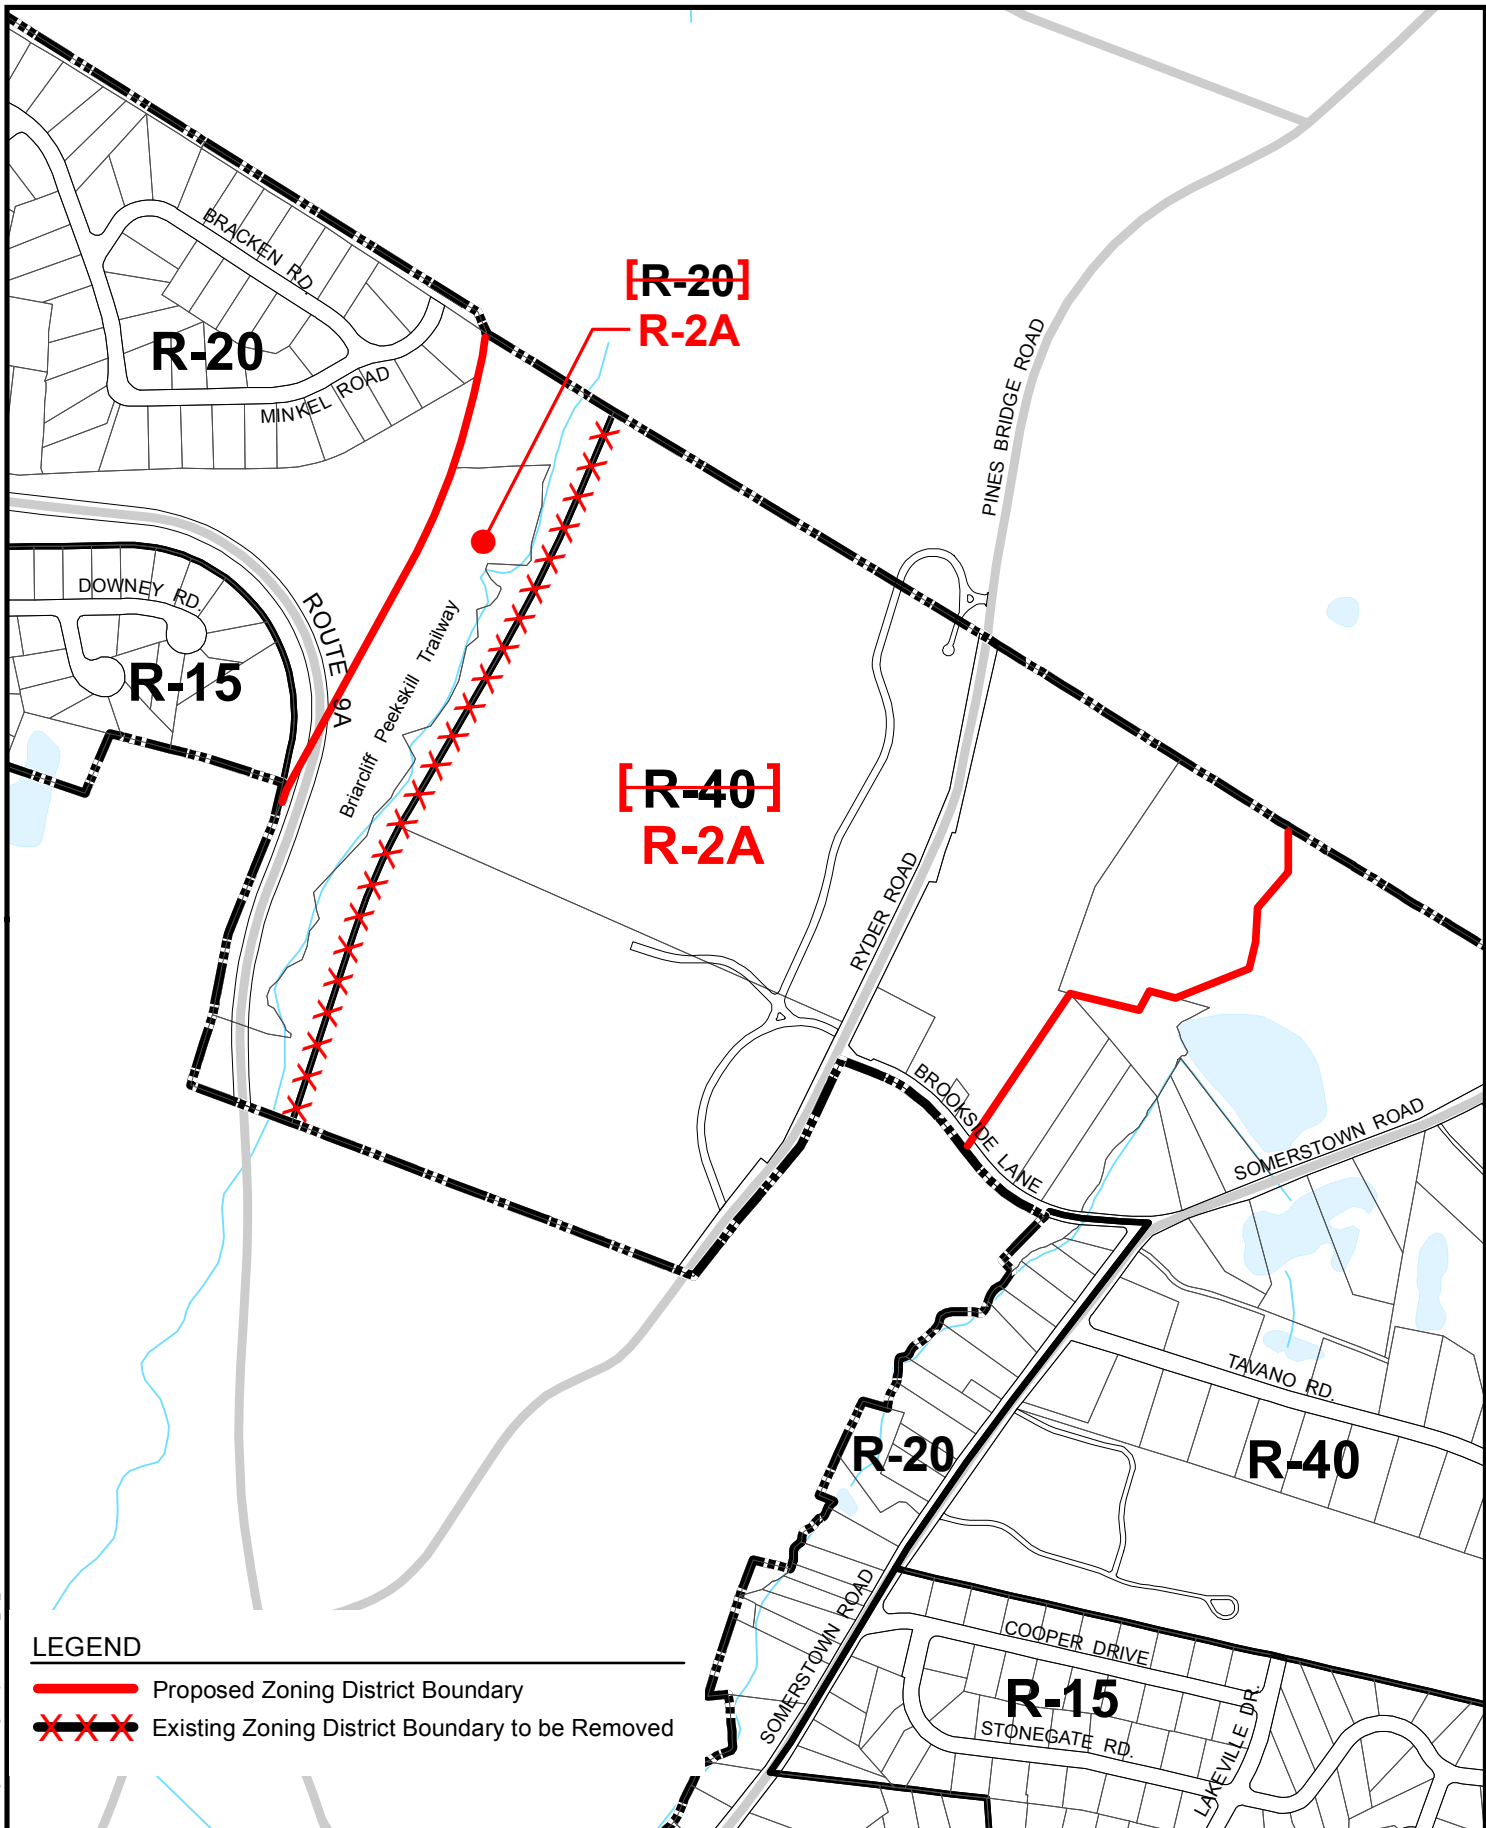 BRACKEN RD.
[R-20]
R-2A
R-20
MINKEL ROAD
PINES BRIDGE ROAD
DOWNEY RD.
ROUTE 9A
R-15
Briarcliff Peekskill Trailway
[R-40]
R-2A
RYDER ROAD
BROOKSIDE LANE
SOMERSTOWN ROAD
TAVANO RD.
R-20
R-40
SOMERSTOWN ROAD
COOPER DRIVE
R-15
STONEGATE RD.
LAKEVILLE DR.
LEGEND
Proposed Zoning District Boundary
Existing Zoning District Boundary to be Removed